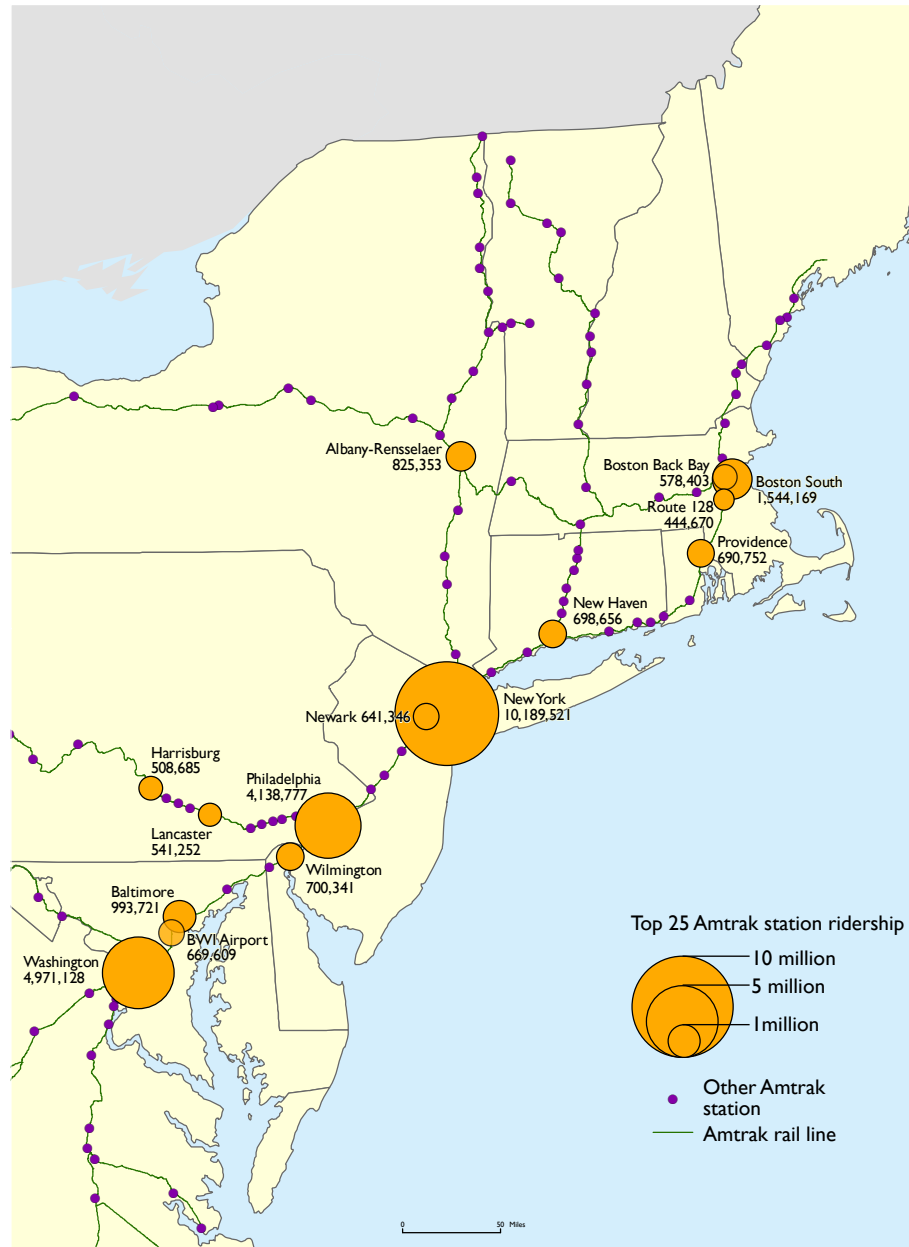 Albany-Rensselaer
825,353
Boston Back Bay
578,403
Boston South
1,544,169
Route 128
444,670
Providence
690,752
New Haven
698,656
New York
10,189,521
Newark 641,346
Harrisburg
508,685
Philadelphia
4,138,777
Lancaster
541,252
Wilmington
700,341
Baltimore
993,721
BWI Airport
669,609
Washington
4,971,128
Top 25 Amtrak station ridership
10 million
5 million
1million
Other Amtrak
station
Amtrak rail line
0 50 Miles